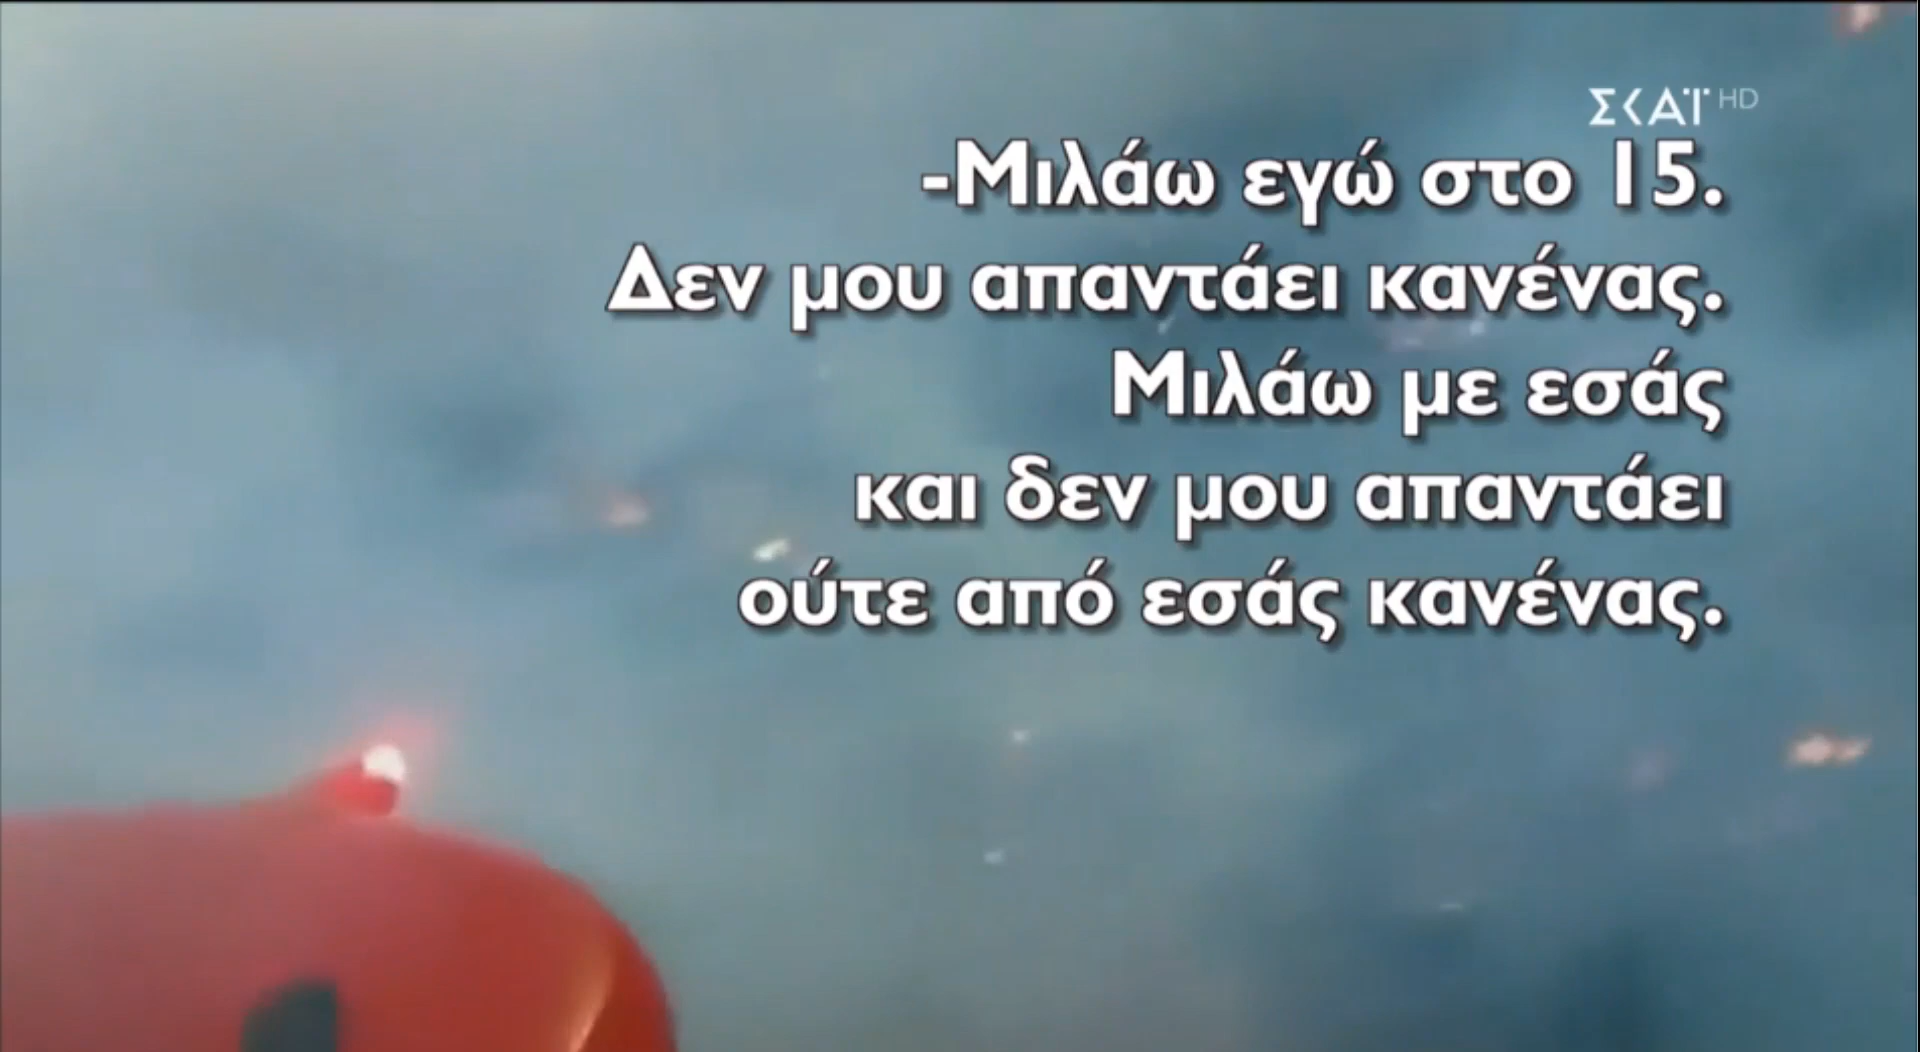 ΣΚΑΪ HD
-Μιλάω εγώ στο 15.
Δεν μου απαντάει κανένας.
Μιλάω με εσάς
και δεν μου απαντάει
ούτε από εσάς κανένας.